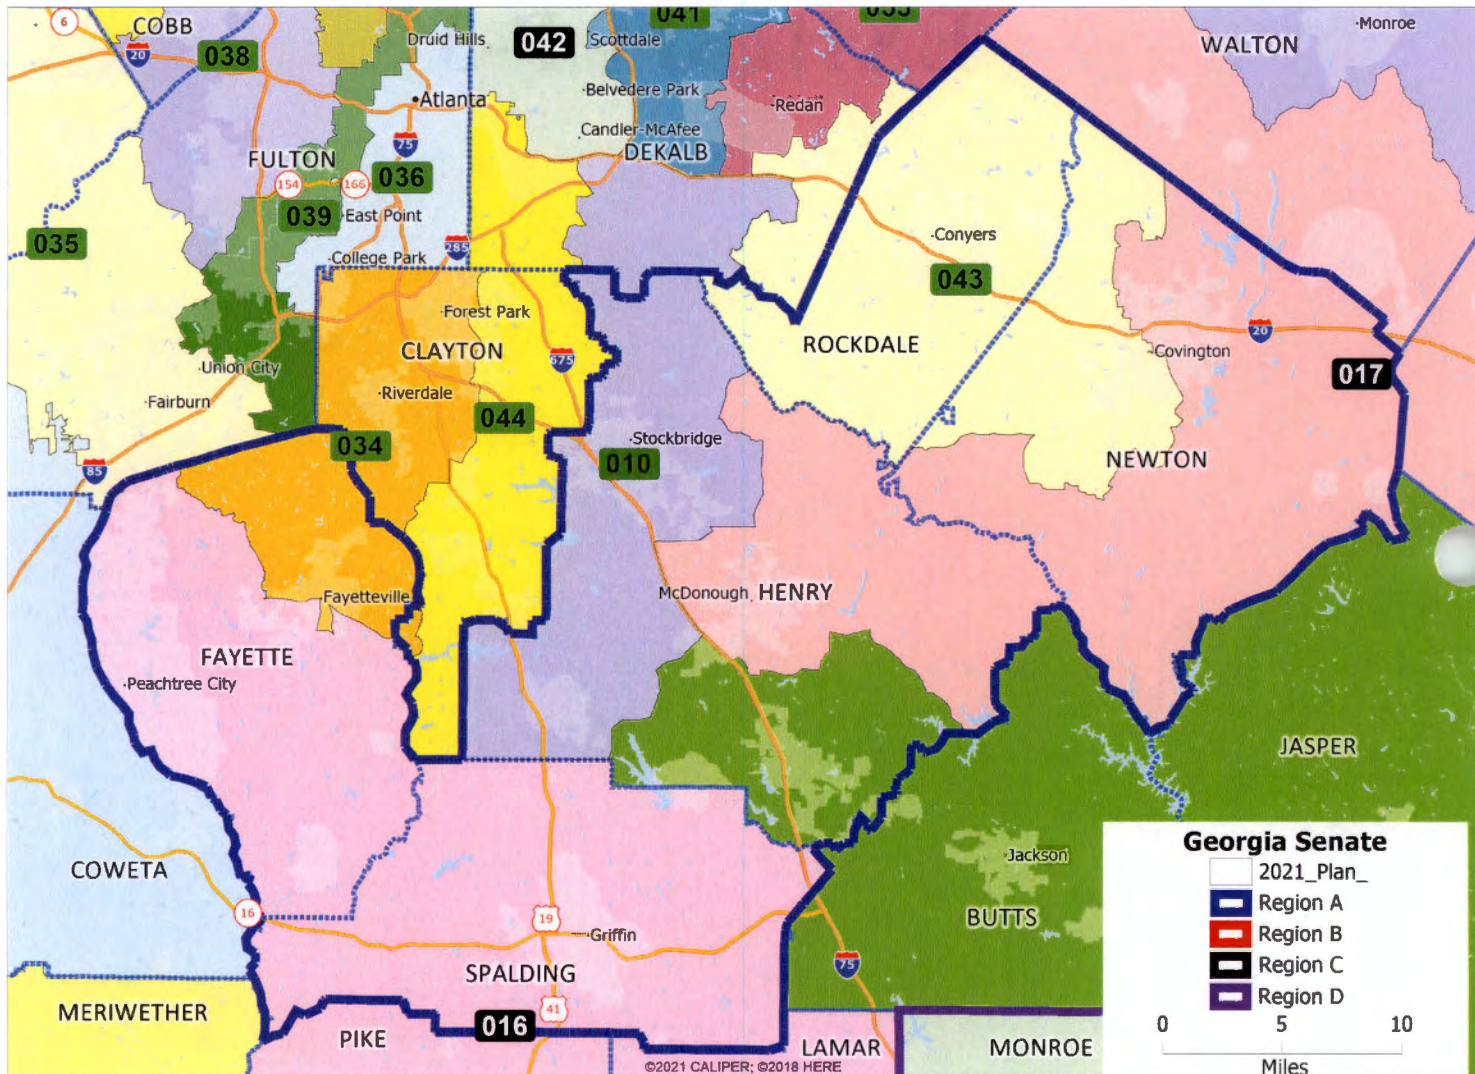 6
COBB
20
038
Druid Hills
042
041
Scottdale
055
WALTON
Monroe
Atlanta
Belvedere Park
Redan
75
Candler-McAfee
DEKALB
FULTON
154
166
036
039
East Point
035
285
College Park
Conyers
043
Forest Park
CLAYTON
675
ROCKDALE
20
Covington
017
Union City
Riverdale
Fairburn
044
034
Stockbridge
010
NEWTON
85
Fayetteville
McDonough
HENRY
FAYETTE
Peachtree City
JASPER
COWETA
16
19
Griffin
Jackson
BUTTS
SPALDING
75
MERIWETHER
41
016
PIKE
LAMAR
MONROE
©2021 CALIPER; ©2018 HERE
Georgia Senate
2021_Plan_
Region A
Region B
Region C
Region D
0 5 10
Miles